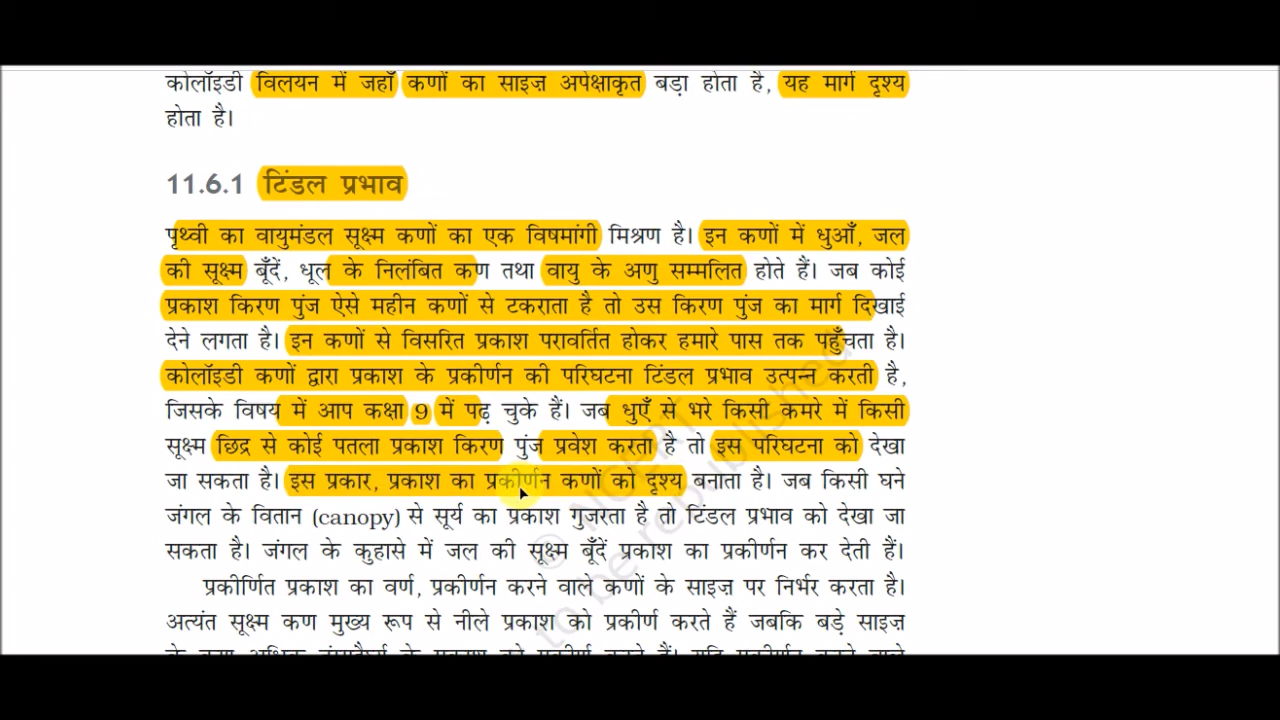 कोलॉइडी विलयन में जहाँ कणों का साइज़ अपेक्षाकृत बड़ा होता है, यह मार्ग दृश्य
होता है।
11.6.1 टिंडल प्रभाव
पृथ्वी का वायुमंडल सूक्ष्म कणों का एक विषमांगी मिश्रण है। इन कणों में धुआँ, जल
की सूक्ष्म बूँदें, धूल के निलंबित कण तथा वायु के अणु सम्मलित होते हैं। जब कोई
प्रकाश किरण पुंज ऐसे महीन कणों से टकराता है तो उस किरण पुंज का मार्ग दिखाई
देने लगता है। इन कणों से विसरित प्रकाश परावर्तित होकर हमारे पास तक पहुँचता है।
कोलॉइडी कणों द्वारा प्रकाश के प्रकीर्णन की परिघटना टिंडल प्रभाव उत्पन्न करती है,
जिसके विषय में आप कक्षा 9 में पढ़ चुके हैं। जब धुएँ से भरे किसी कमरे में किसी
सूक्ष्म छिद्र से कोई पतला प्रकाश किरण पुंज प्रवेश करता है तो इस परिघटना को देखा
जा सकता है। इस प्रकार, प्रकाश का प्रकीर्णन कणों को दृश्य बनाता है। जब किसी घने
जंगल के वितान (canopy) से सूर्य का प्रकाश गुजरता है तो टिंडल प्रभाव को देखा जा
सकता है। जंगल के कुहासे में जल की सूक्ष्म बूँदें प्रकाश का प्रकीर्णन कर देती हैं।
प्रकीर्णित प्रकाश का वर्ण, प्रकीर्णन करने वाले कणों के साइज़ पर निर्भर करता है।
अत्यंत सूक्ष्म कण मुख्य रूप से नीले प्रकाश को प्रकीर्ण करते हैं जबकि बड़े साइज़
© NCERT
to be republished